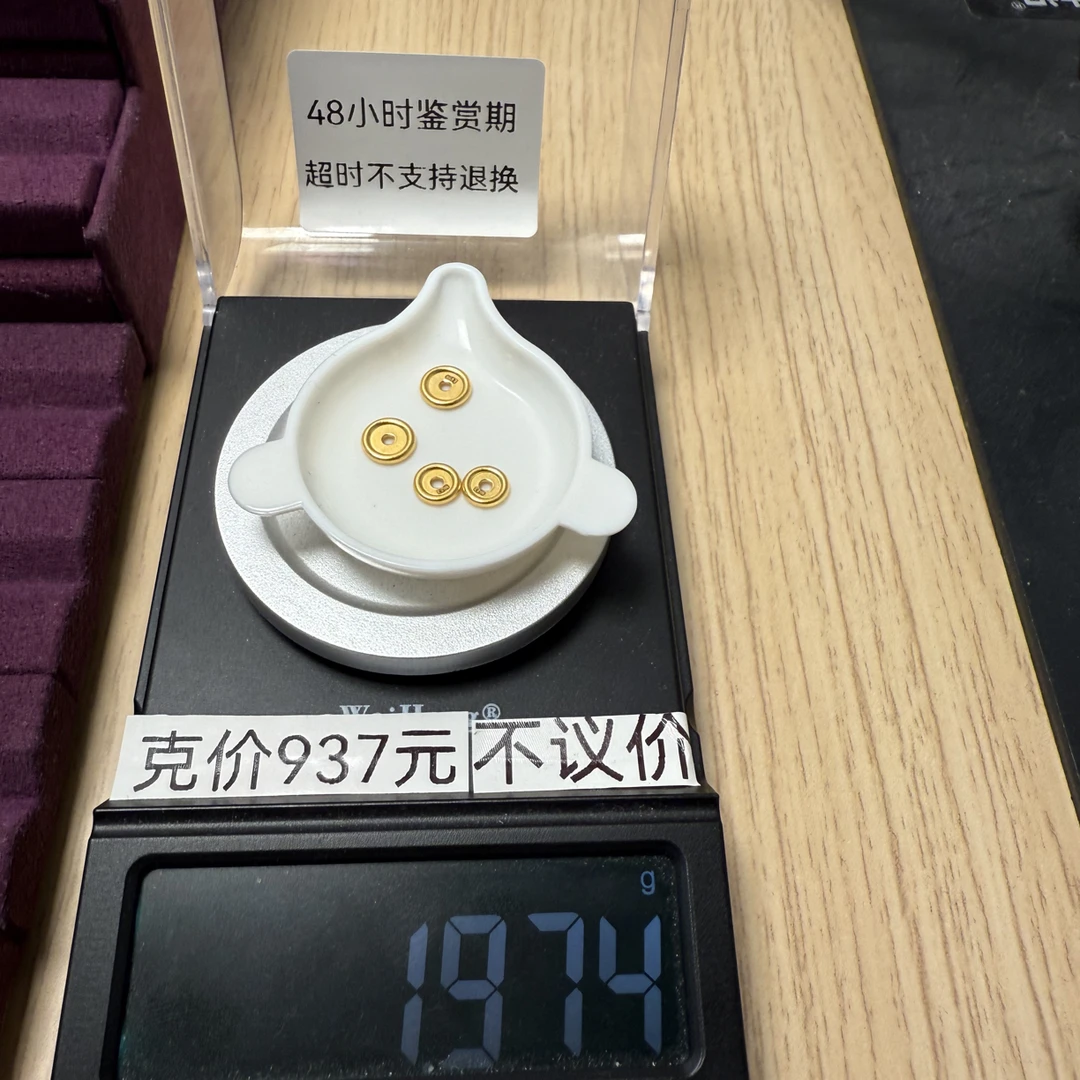 48小时鉴赏期
超时不支持退换
克价937元 不议价
g
1974